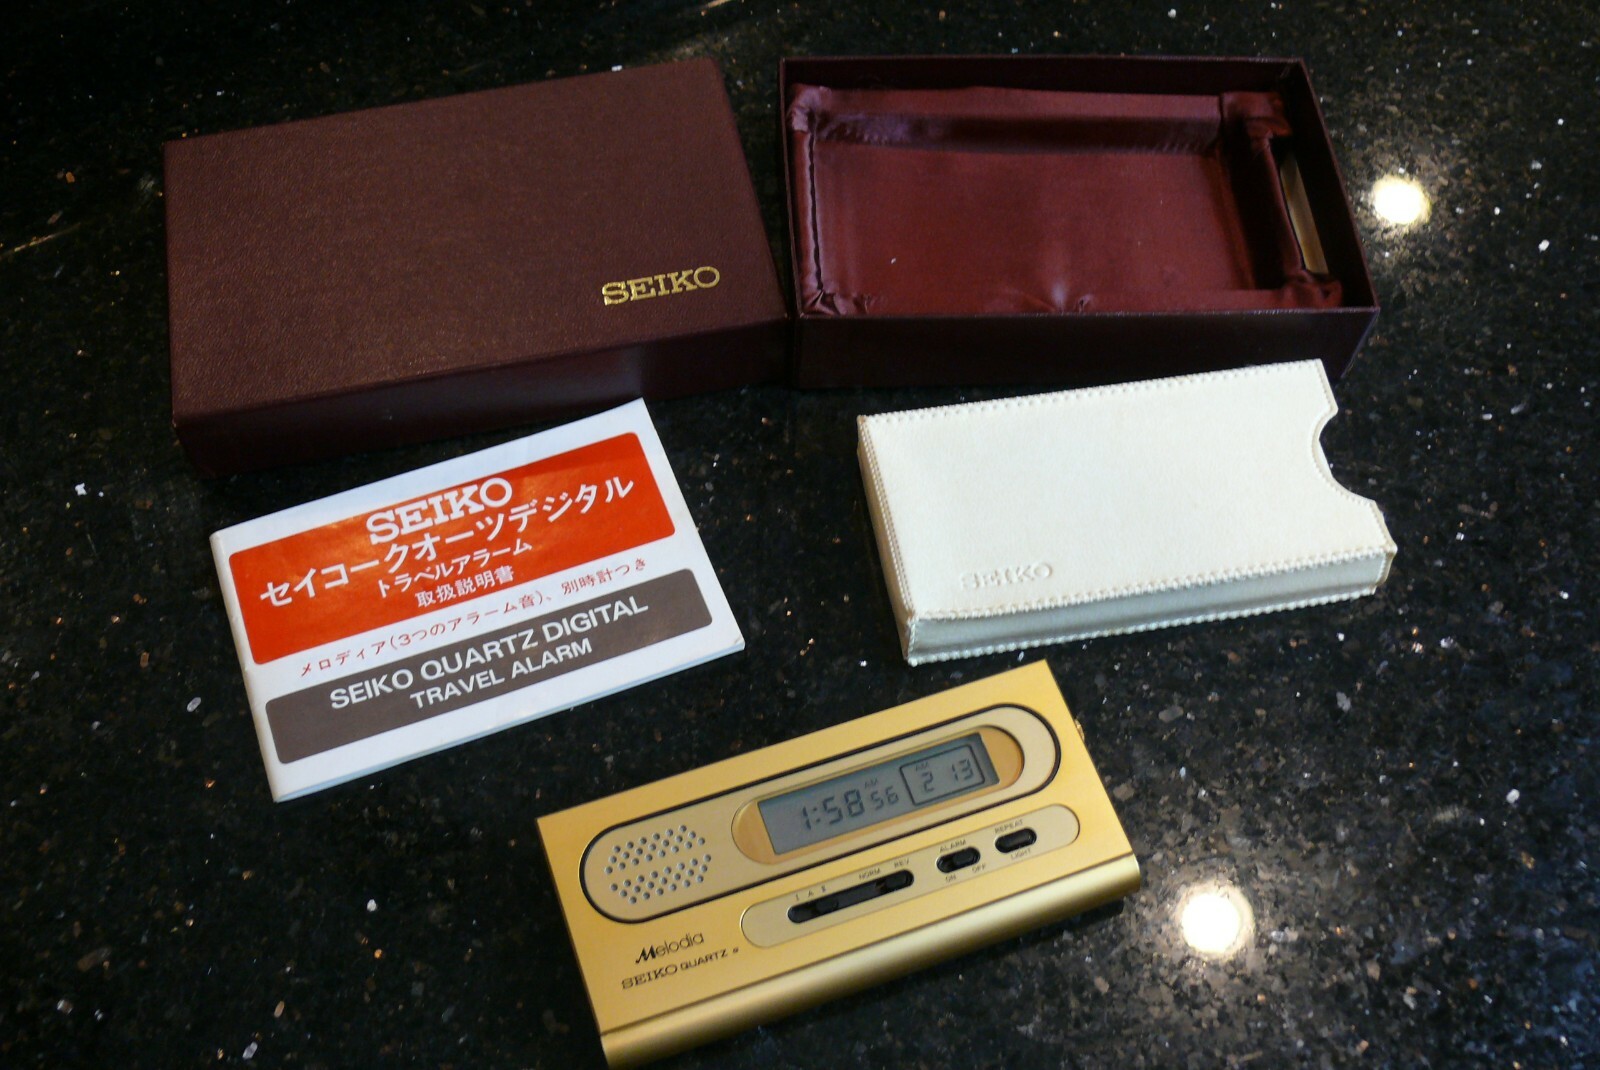 SEIKO
SEIKO
セイコークオーツデジタル
トラベルアラーム
取扱説明書
メロディア(3つのアラーム音)、別時計つき
SEIKO QUARTZ DIGITAL
TRAVEL ALARM
SEIKO
AM AM
1:58 56 2 13
REPEAT
LIGHT
ALARM
ON OFF
NORM REV
I A II
Melodia
SEIKO QUARTZ